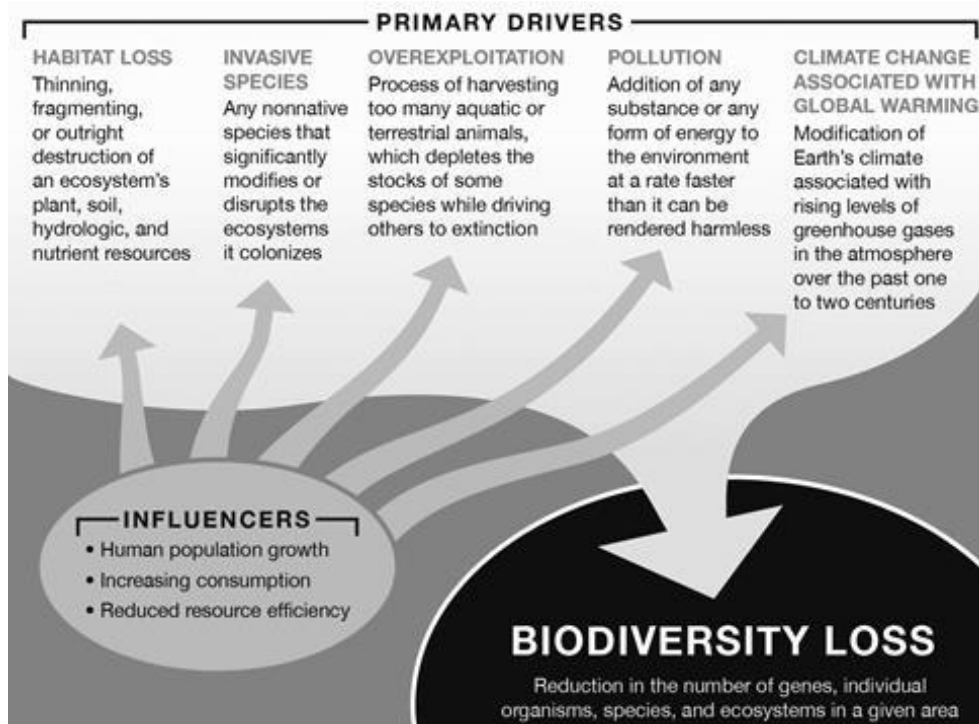 PRIMARY DRIVERS
HABITAT LOSS
Thinning,
fragmenting,
or outright
destruction of
an ecosystem's
plant, soil,
hydrologic, and
nutrient resources
INVASIVE
SPECIES
Any nonnative
species that
significantly
modifies or
disrupts the
ecosystems
it colonizes
OVEREXPLOITATION
Process of harvesting
too many aquatic or
terrestrial animals,
which depletes the
stocks of some
species while driving
others to extinction
POLLUTION
Addition of any
substance or any
form of energy to
the environment
at a rate faster
than it can be
rendered harmless
CLIMATE CHANGE
ASSOCIATED WITH
GLOBAL WARMING
Modification of
Earth's climate
associated with
rising levels of
greenhouse gases
in the atmosphere
over the past one
to two centuries
INFLUENCERS
• Human population growth
• Increasing consumption
• Reduced resource efficiency
BIODIVERSITY LOSS
Reduction in the number of genes, individual
organisms, species, and ecosystems in a given area